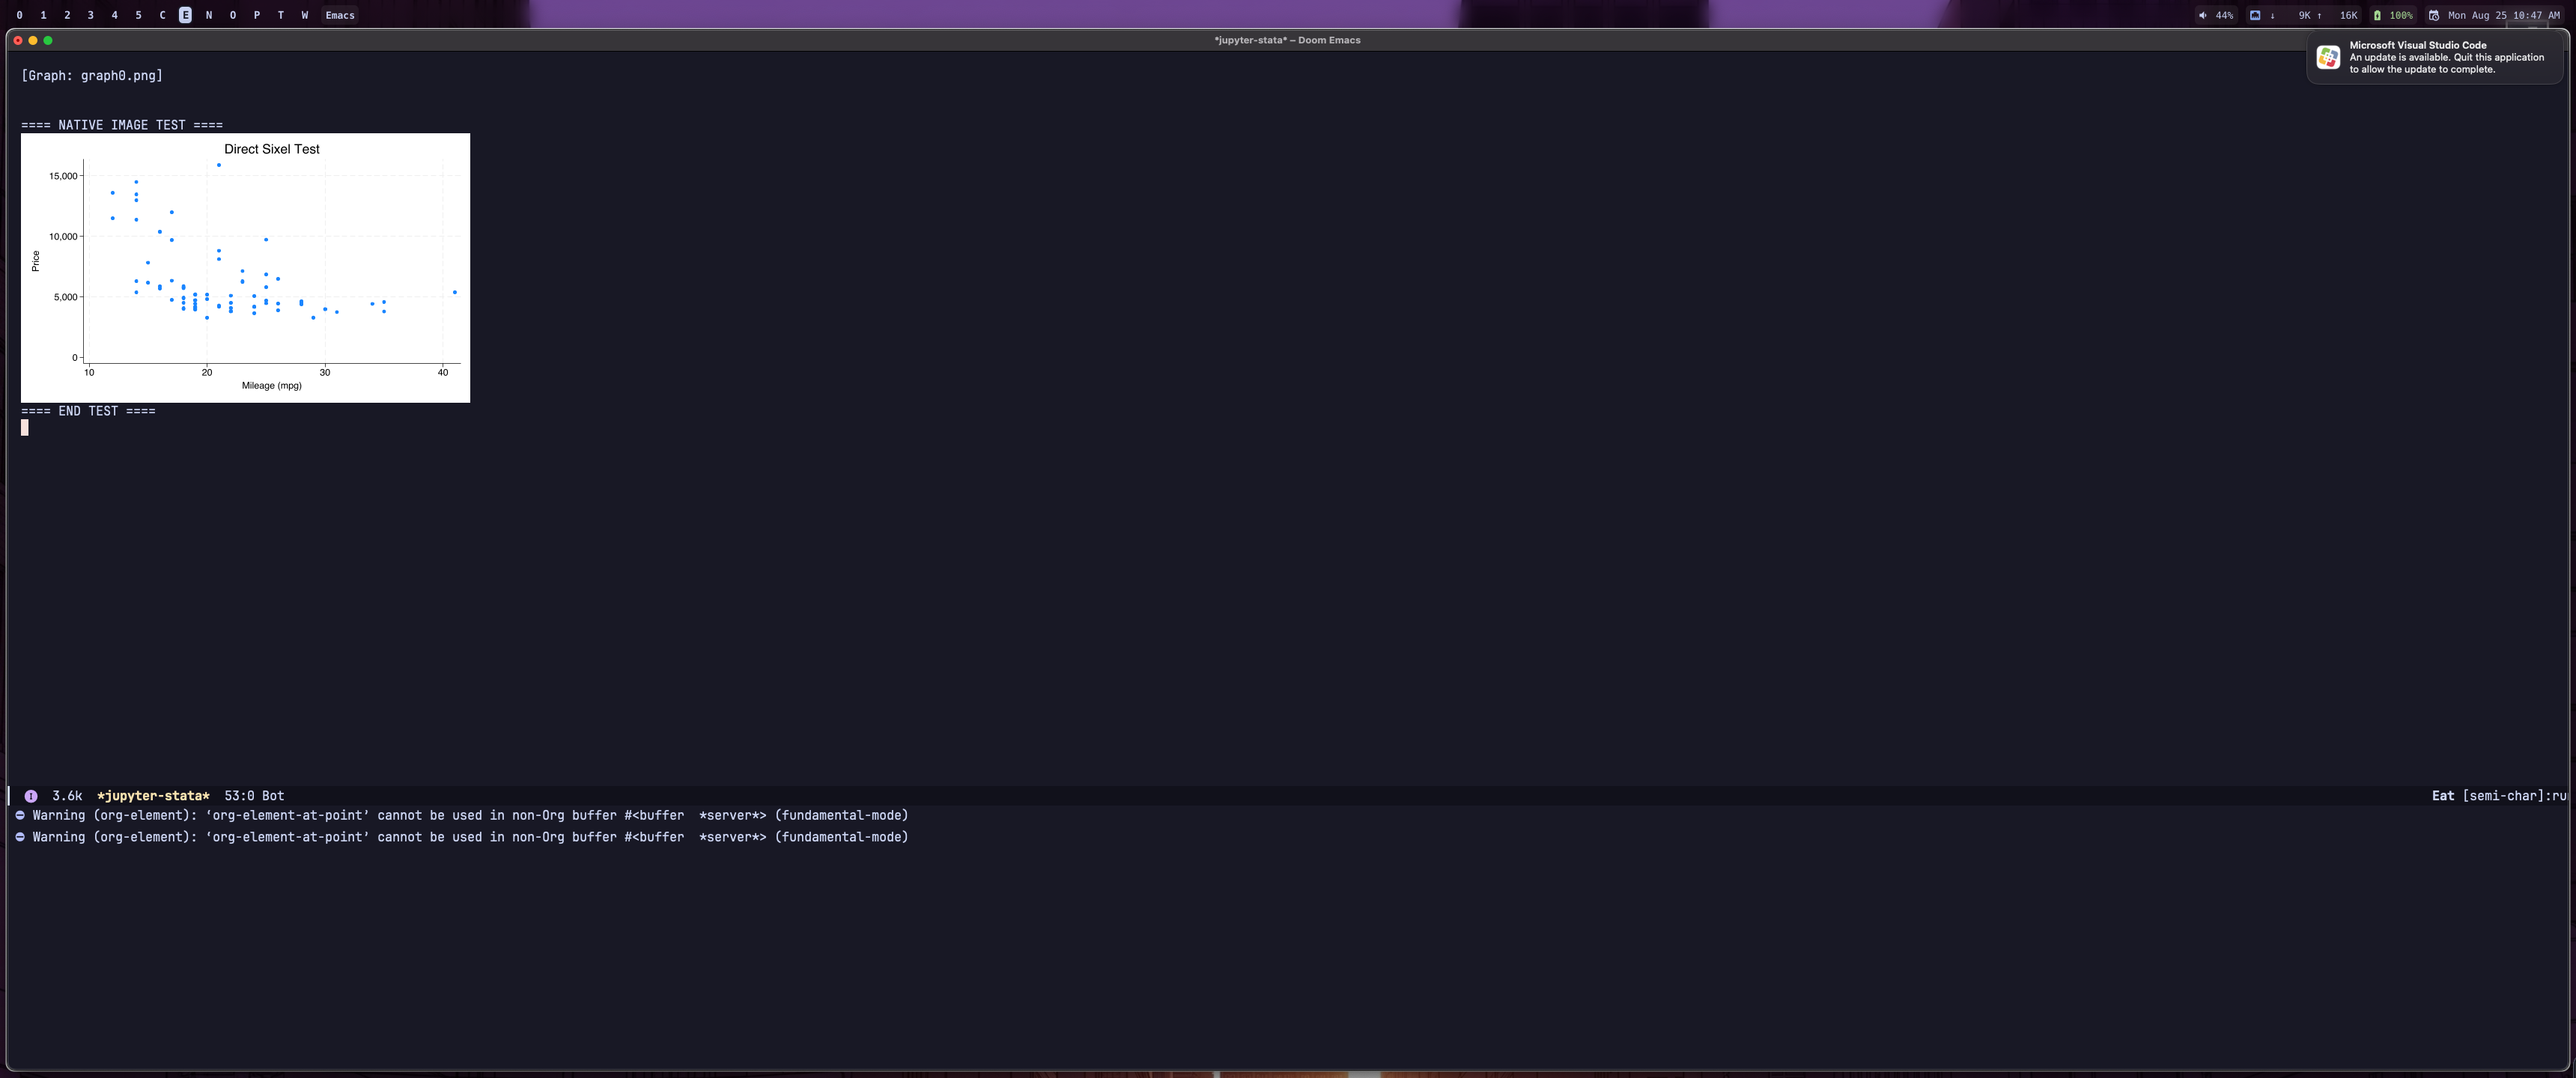 0 1 2 3 4 5 C E N O P T W Emacs
44% ↓ 9K ↑ 16K 100% Mon Aug 25 10:47 AM
*jupyter-stata* – Doom Emacs
Microsoft Visual Studio Code
An update is available. Quit this application
to allow the update to complete.
[Graph: graph0.png]
==== NATIVE IMAGE TEST ====
Direct Sixel Test
15,000
10,000
5,000
0
Price
10 20 30 40
Mileage (mpg)
==== END TEST ====
I 3.6k *jupyter-stata* 53:0 Bot Eat [semi-char]:ru
Warning (org-element): ‘org-element-at-point’ cannot be used in non-Org buffer #<buffer  *server*> (fundamental-mode)
Warning (org-element): ‘org-element-at-point’ cannot be used in non-Org buffer #<buffer  *server*> (fundamental-mode)